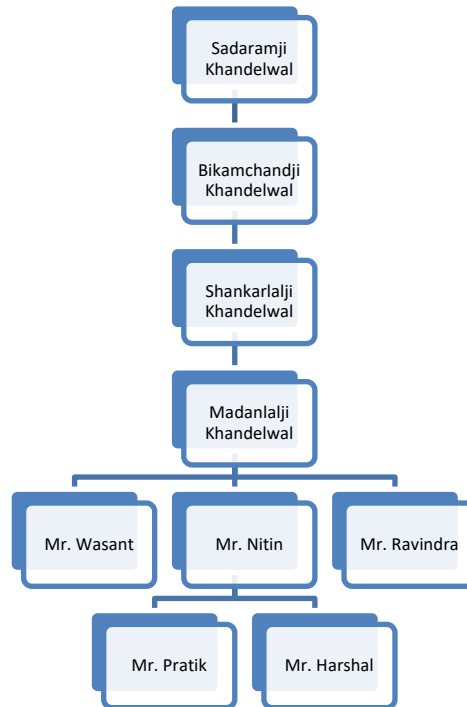 Sadaramji
Khandelwal
Bikamchandji
Khandelwal
Shankarlalji
Khandelwal
Madanlalji
Khandelwal
Mr. Wasant
Mr. Nitin
Mr. Ravindra
Mr. Pratik
Mr. Harshal